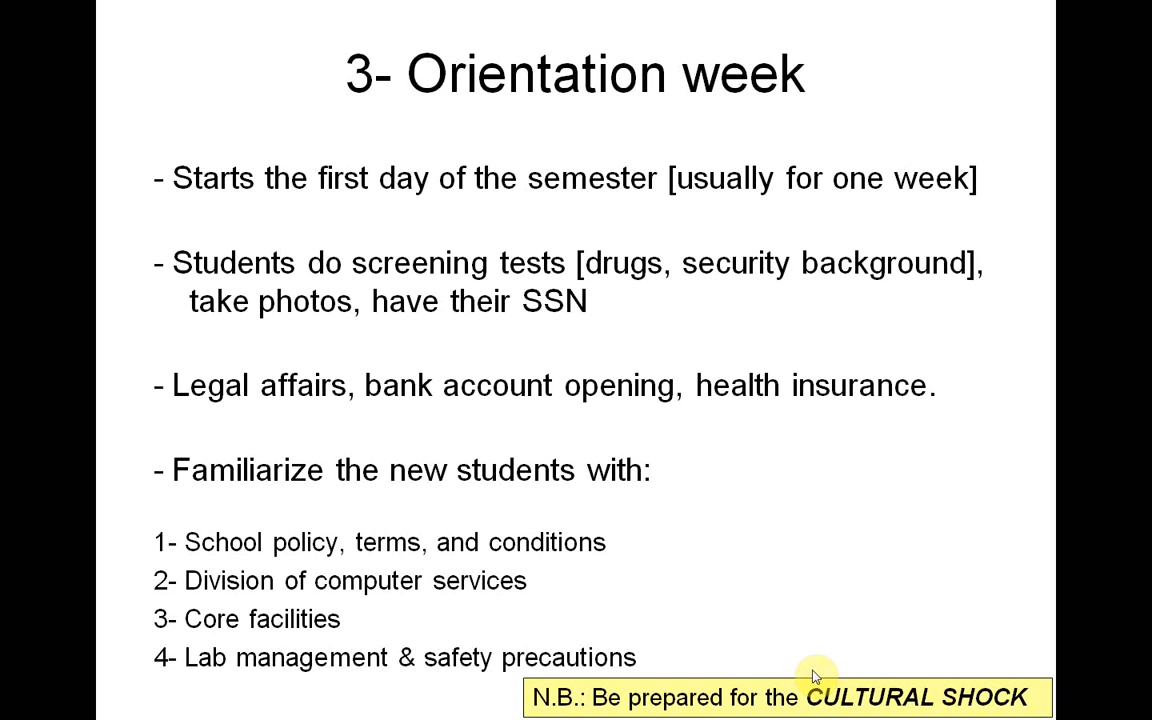 3- Orientation week
- Starts the first day of the semester [usually for one week]
- Students do screening tests [drugs, security background],
take photos, have their SSN
- Legal affairs, bank account opening, health insurance.
- Familiarize the new students with:
1- School policy, terms, and conditions
2- Division of computer services
3- Core facilities
4- Lab management & safety precautions
N.B.: Be prepared for the CULTURAL SHOCK